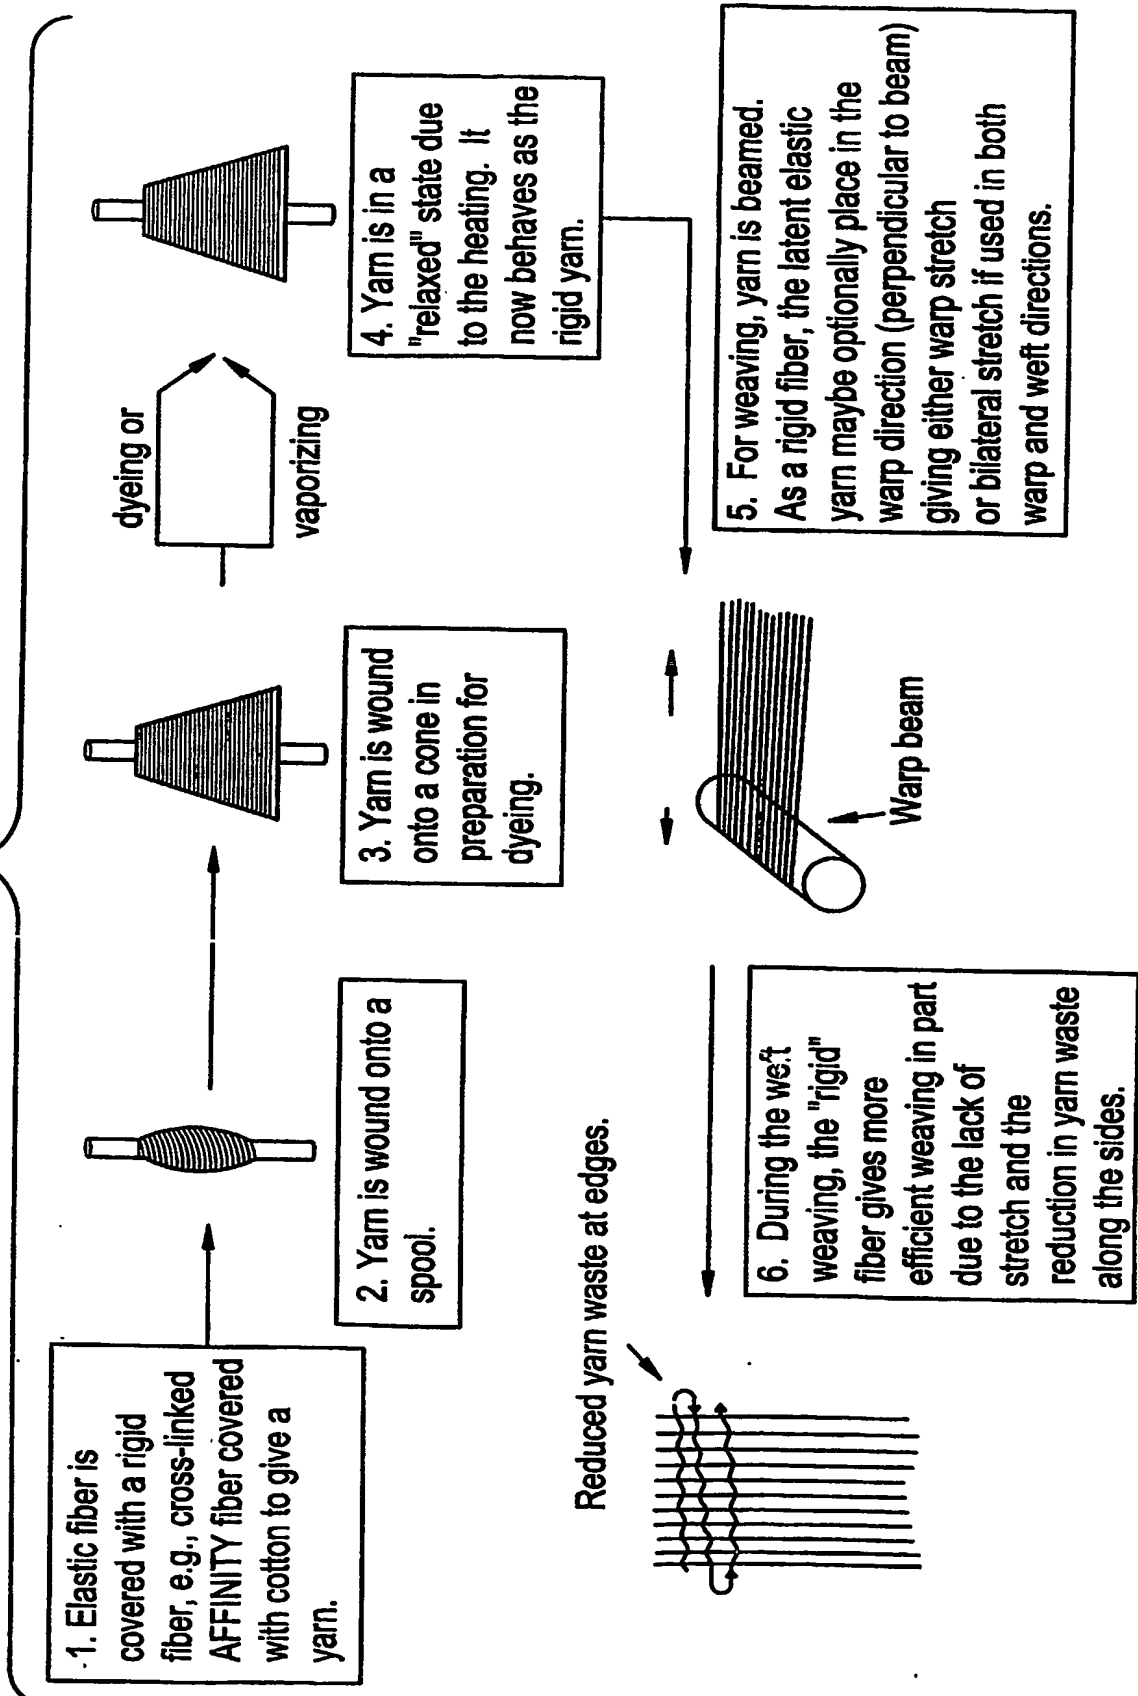 1. Elastic fiber is
covered with a rigid
fiber, e.g., cross-linked
AFFINITY fiber covered
with cotton to give a
yarn.
2. Yarn is wound onto a
spool.
3. Yarn is wound
onto a cone in
preparation for
dyeing.
dyeing or
vaporizing
4. Yarn is in a
"relaxed" state due
to the heating. It
now behaves as the
rigid yarn.
5. For weaving, yarn is beamed.
As a rigid fiber, the latent elastic
yarn maybe optionally place in the
warp direction (perpendicular to beam)
giving either warp stretch
or bilateral stretch if used in both
warp and weft directions.
Warp beam
6. During the weft
weaving, the "rigid"
fiber gives more
efficient weaving in part
due to the lack of
stretch and the
reduction in yarn waste
along the sides.
Reduced yarn waste at edges.